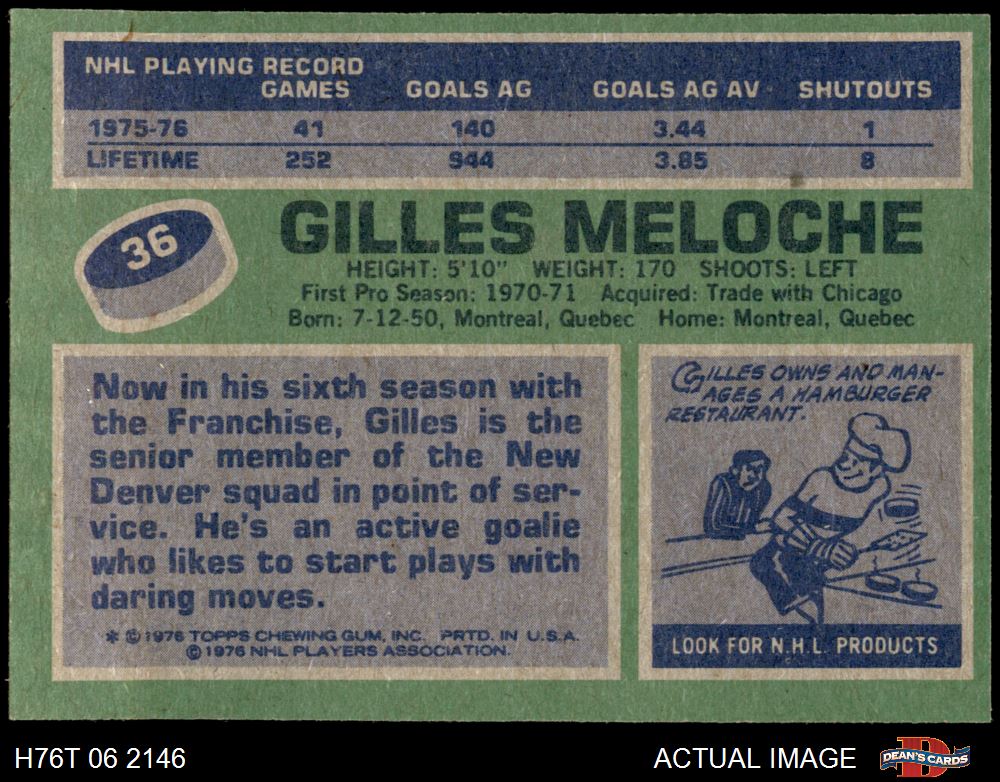 NHL PLAYING RECORD
GAMES GOALS AG GOALS AG AV SHUTOUTS
1975-76 41 140 3.44 1
LIFETIME 252 944 3.85 8
36
GILLES MELOCHE
HEIGHT: 5'10" WEIGHT: 170 SHOOTS: LEFT
First Pro Season: 1970-71 Acquired: Trade with Chicago
Born: 7-12-50, Montreal, Quebec Home: Montreal, Quebec
Now in his sixth season with
the Franchise, Gilles is the
senior member of the New
Denver squad in point of ser-
vice. He's an active goalie
who likes to start plays with
daring moves.
* © 1976 TOPPS CHEWING GUM, INC. PRTD. IN U.S.A.
© 1976 NHL PLAYERS ASSOCIATION.
GILLES OWNS AND MAN-
AGES A HAMBURGER
RESTAURANT.
LOOK FOR N.H.L. PRODUCTS
H76T 06 2146
ACTUAL IMAGE
D
DEAN'S CARDS